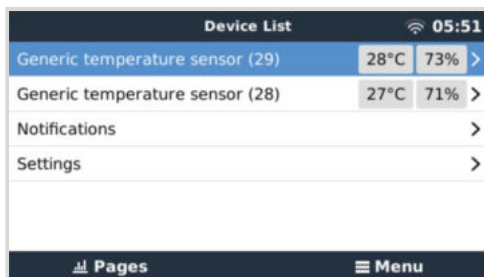 Device List 05:51
Generic temperature sensor (29) 28°C 73%
Generic temperature sensor (28) 27°C 71%
Notifications
Settings
Pages Menu